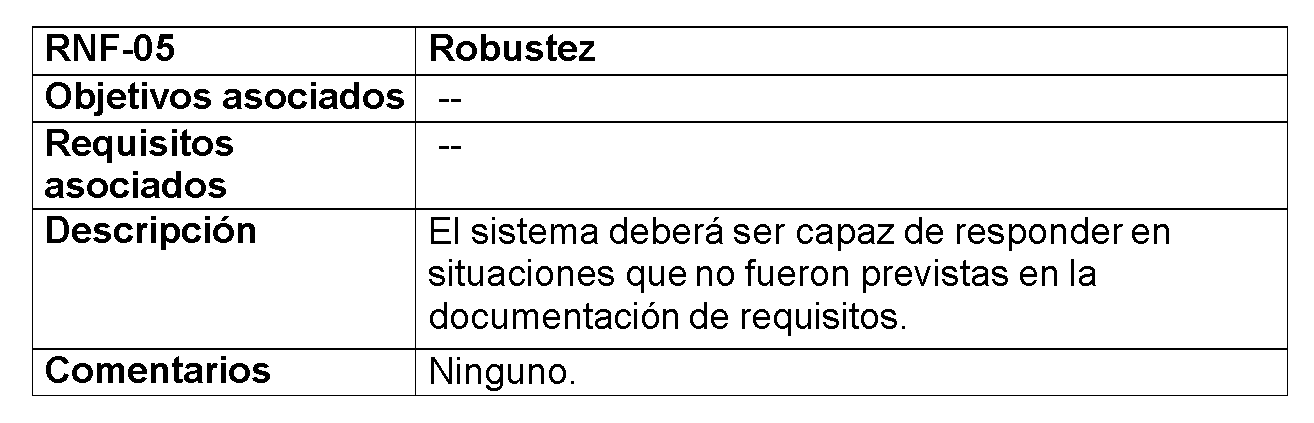 RNF-05 Robustez
Objetivos asociados --
Requisitos --
asociados
Descripción El sistema deberá ser capaz de responder en
situaciones que no fueron previstas en la
documentación de requisitos.
Comentarios Ninguno.